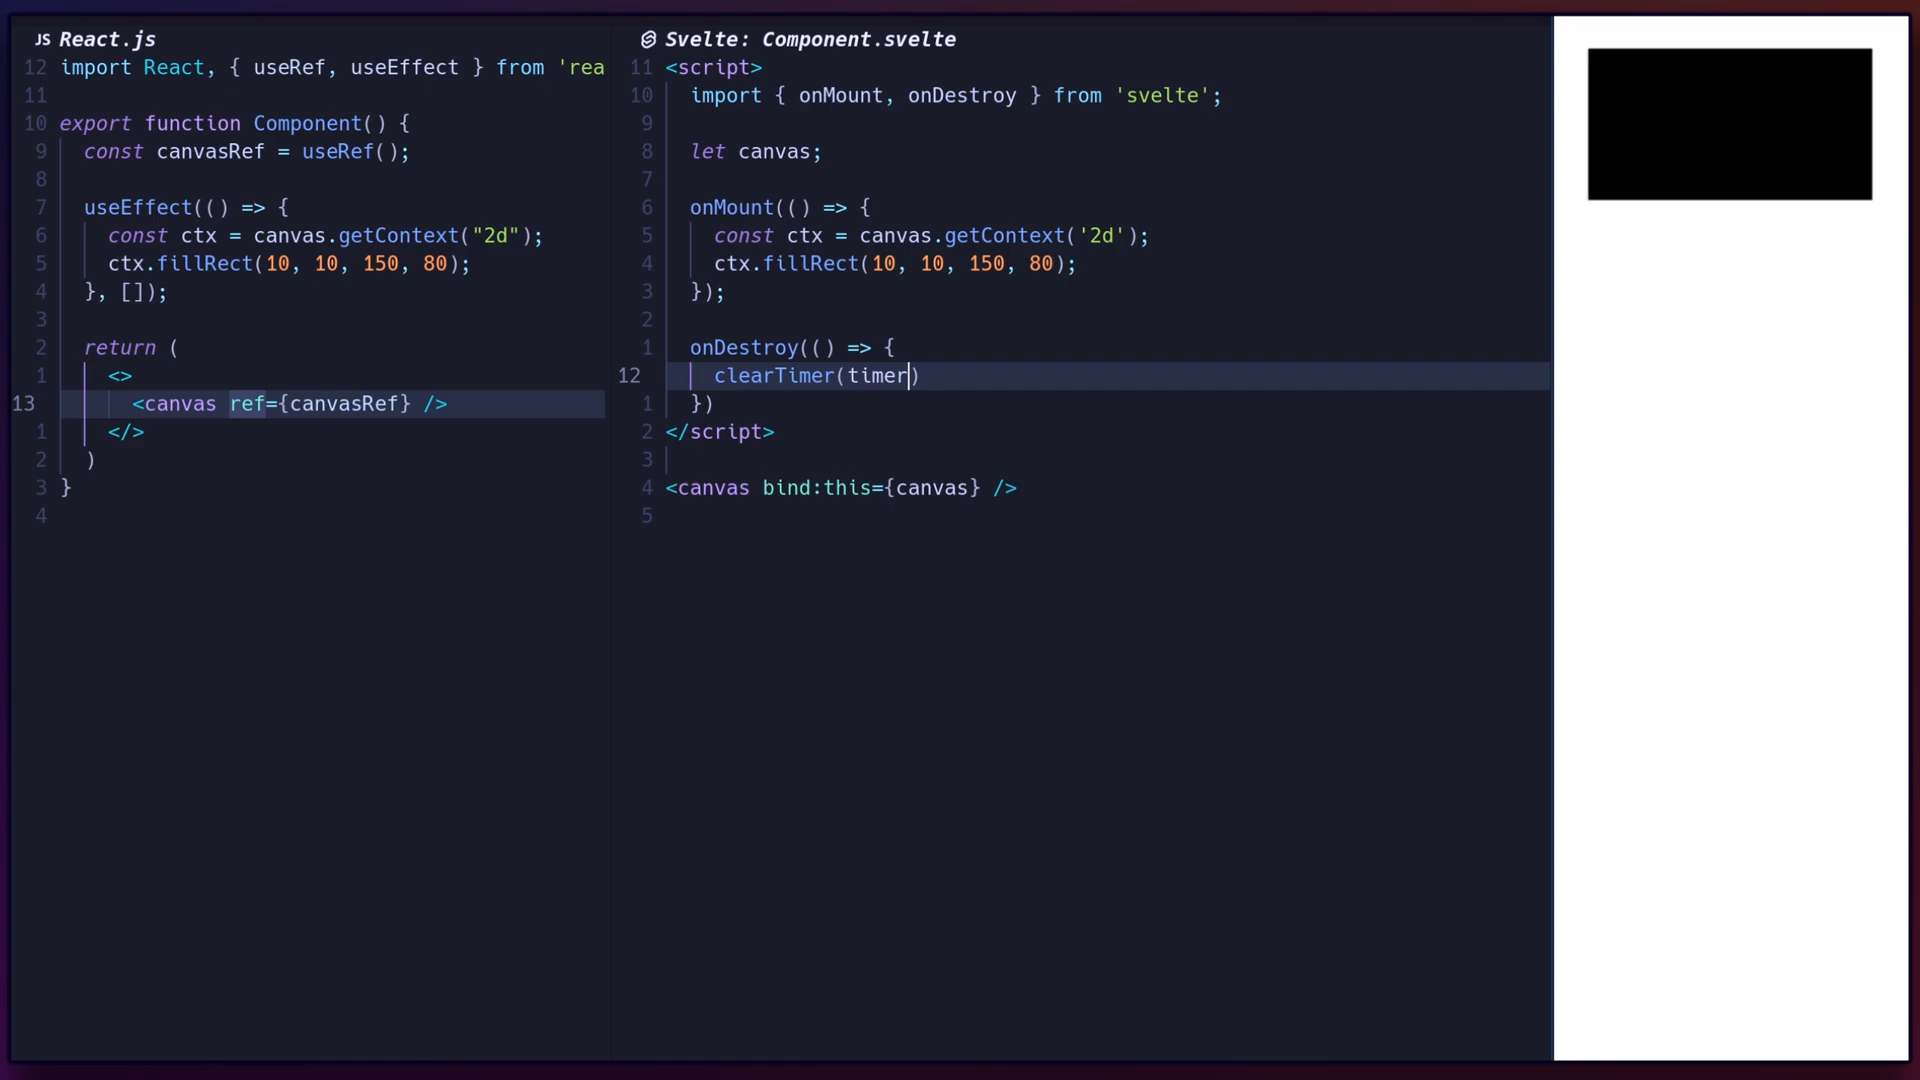 JS React.js
12 import React, { useRef, useEffect } from 'rea
11
10 export function Component() {
9 const canvasRef = useRef();
8
7 useEffect(() => {
6 const ctx = canvas.getContext("2d");
5 ctx.fillRect(10, 10, 150, 80);
4 }, []);
3
2 return (
1 <>
13 <canvas ref={canvasRef} />
1 </>
2 )
3 }
4
Svelte: Component.svelte
11 <script>
10 import { onMount, onDestroy } from 'svelte';
9
8 let canvas;
7
6 onMount(() => {
5 const ctx = canvas.getContext('2d');
4 ctx.fillRect(10, 10, 150, 80);
3 });
2
1 onDestroy(() => {
12 clearTimer(timer)
1 })
2 </script>
3
4 <canvas bind:this={canvas} />
5